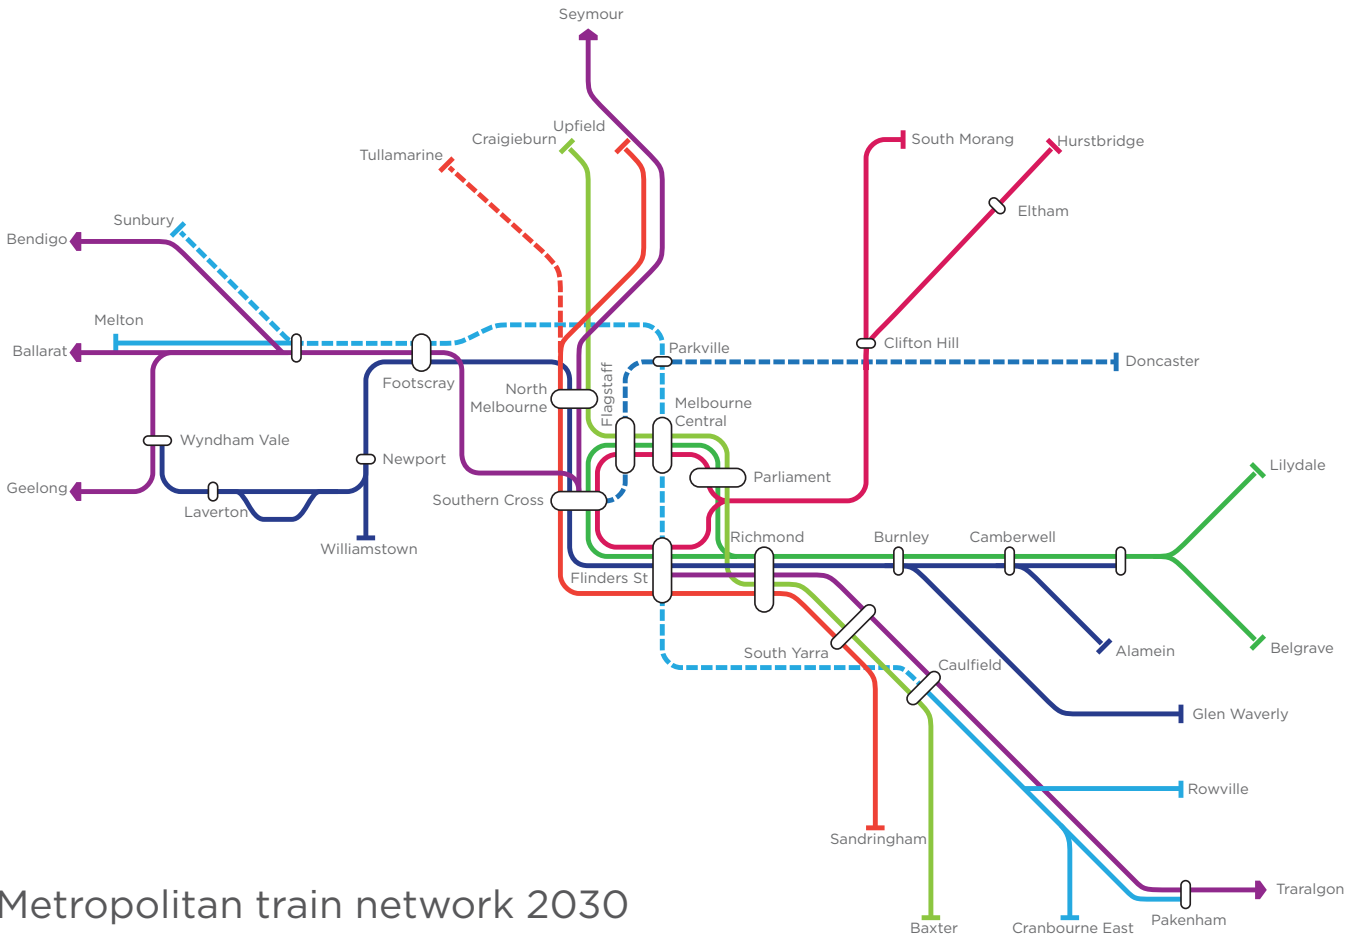 Seymour
Upfield
Craigieburn
South Morang
Hurstbridge
Tullamarine
Eltham
Sunbury
Bendigo
Melton
Ballarat
Footscray
Parkville
Clifton Hill
Doncaster
North
Melbourne
Flagstaff
Melbourne
Central
Wyndham Vale
Newport
Parliament
Lilydale
Geelong
Laverton
Southern Cross
Williamstown
Richmond
Burnley
Camberwell
Flinders St
South Yarra
Caulfield
Alamein
Belgrave
Glen Waverly
Rowville
Sandringham
Traralgon
Pakenham
Baxter
Cranbourne East
Metropolitan train network 2030